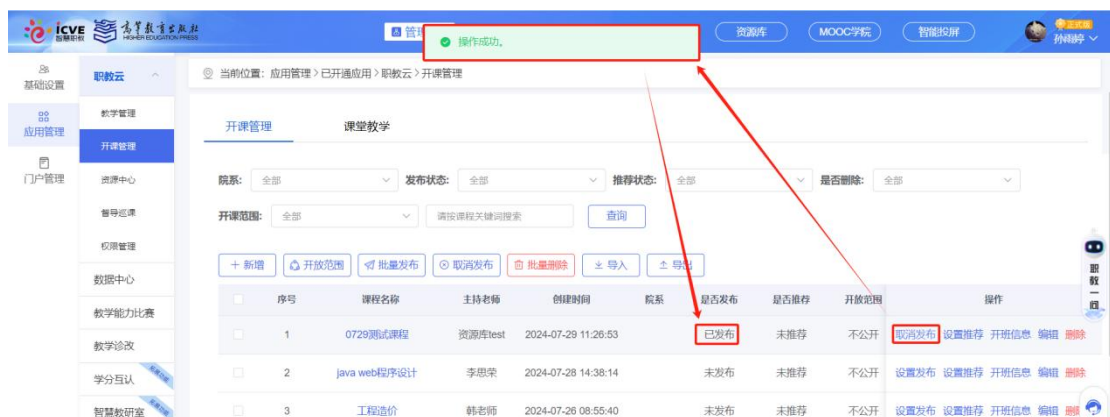 icve 智慧职教 高等教育出版社
HIGHER EDUCATION PRESS
操作成功。
资源库 MOOC学院 智能投屏 正式版 孙雨婷
基础设置
应用管理
门户管理
职教云
教学管理
开课管理
资源中心
督导巡课
权限管理
数据中心
教学能力比赛
教学诊改
学分互认
智慧教研室
当前位置：应用管理 > 已开通应用 > 职教云 > 开课管理
开课管理 课堂教学
院系: 全部 发布状态: 全部 推荐状态: 全部 是否删除: 全部
开课范围: 全部 请按课程关键词搜索 查询
+ 新增 开放范围 批量发布 取消发布 批量删除 导入 导出
序号 课程名称 主持老师 创建时间 院系 是否发布 是否推荐 开放范围 操作
1 0729测试课程 资源库test 2024-07-29 11:26:53 已发布 未推荐 不公开 取消发布 设置推荐 开班信息 编辑 删除
2 java web程序设计 李思荣 2024-07-28 14:38:14 未发布 未推荐 不公开 设置发布 设置推荐 开班信息 编辑 删除
3 工程造价 韩老师 2024-07-26 08:55:40 未发布 未推荐 不公开 设置发布 设置推荐 开班信息 编辑
职教一问